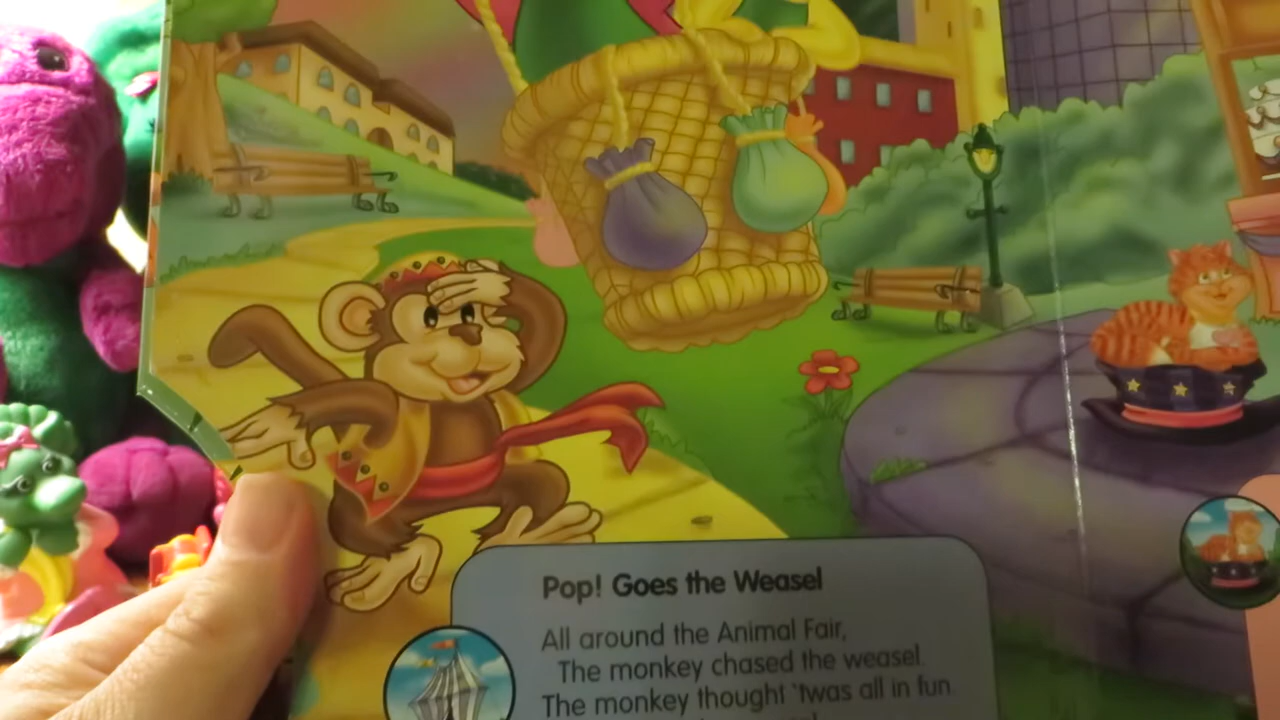 Pop! Goes the Weasel
All around the Animal Fair,
The monkey chased the weasel.
The monkey thought 'twas all in fun.